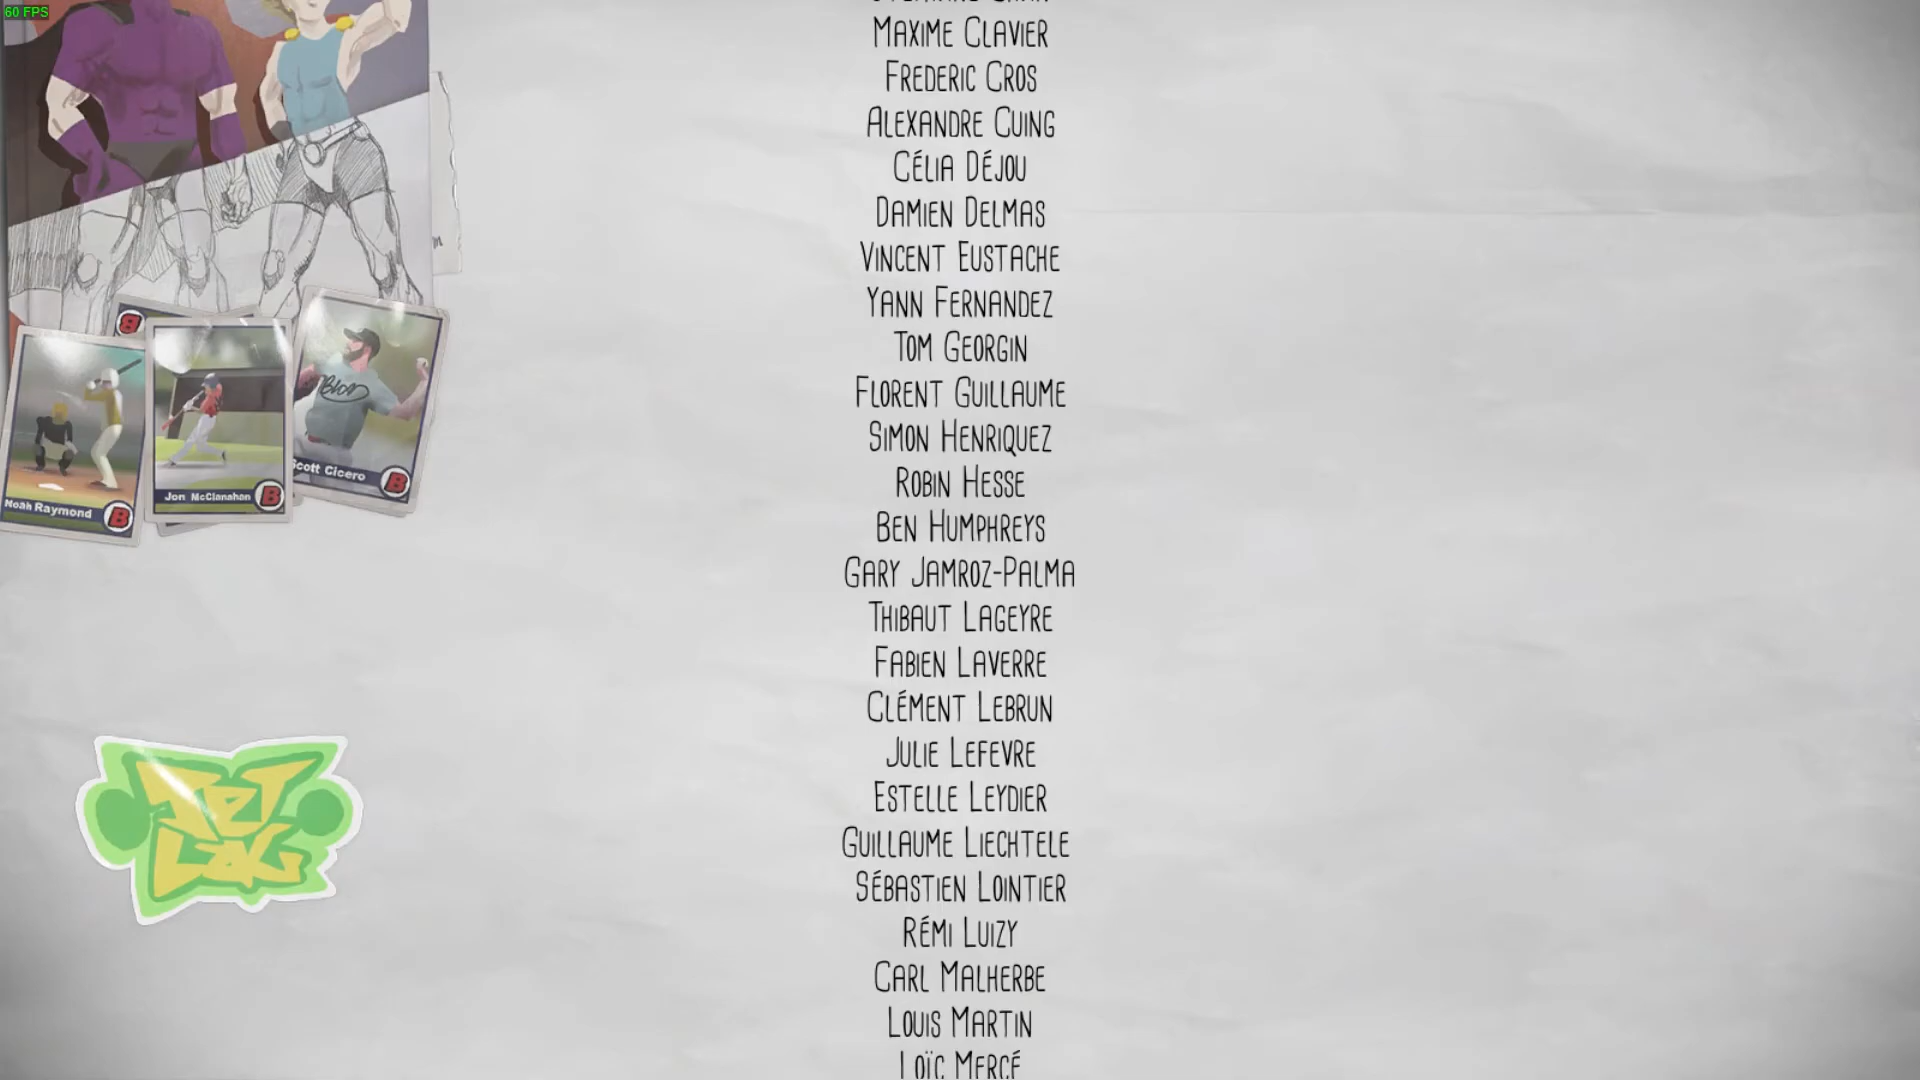 60 FPS
MAXIME CLAVIER
FREDERIC CROS
ALEXANDRE CUING
CÉLIA DÉJOU
DAMIEN DELMAS
VINCENT EUSTACHE
YANN FERNANDEZ
TOM GEORGIN
FLORENT GUILLAUME
SIMON HENRIQUEZ
ROBIN HESSE
BEN HUMPHREYS
GARY JAMROZ-PALMA
THIBAUT LAGEYRE
FABIEN LAVERRE
CLÉMENT LEBRUN
JULIE LEFEVRE
ESTELLE LEYDIER
GUILLAUME LIECHTELE
SÉBASTIEN LOINTIER
RÉMI LUIZY
CARL MALHERBE
LOUIS MARTIN
LOÏC MERCÉ
B
Noah Raymond B
Jon McClanahan B
Scott Cicero B
JET
LAG